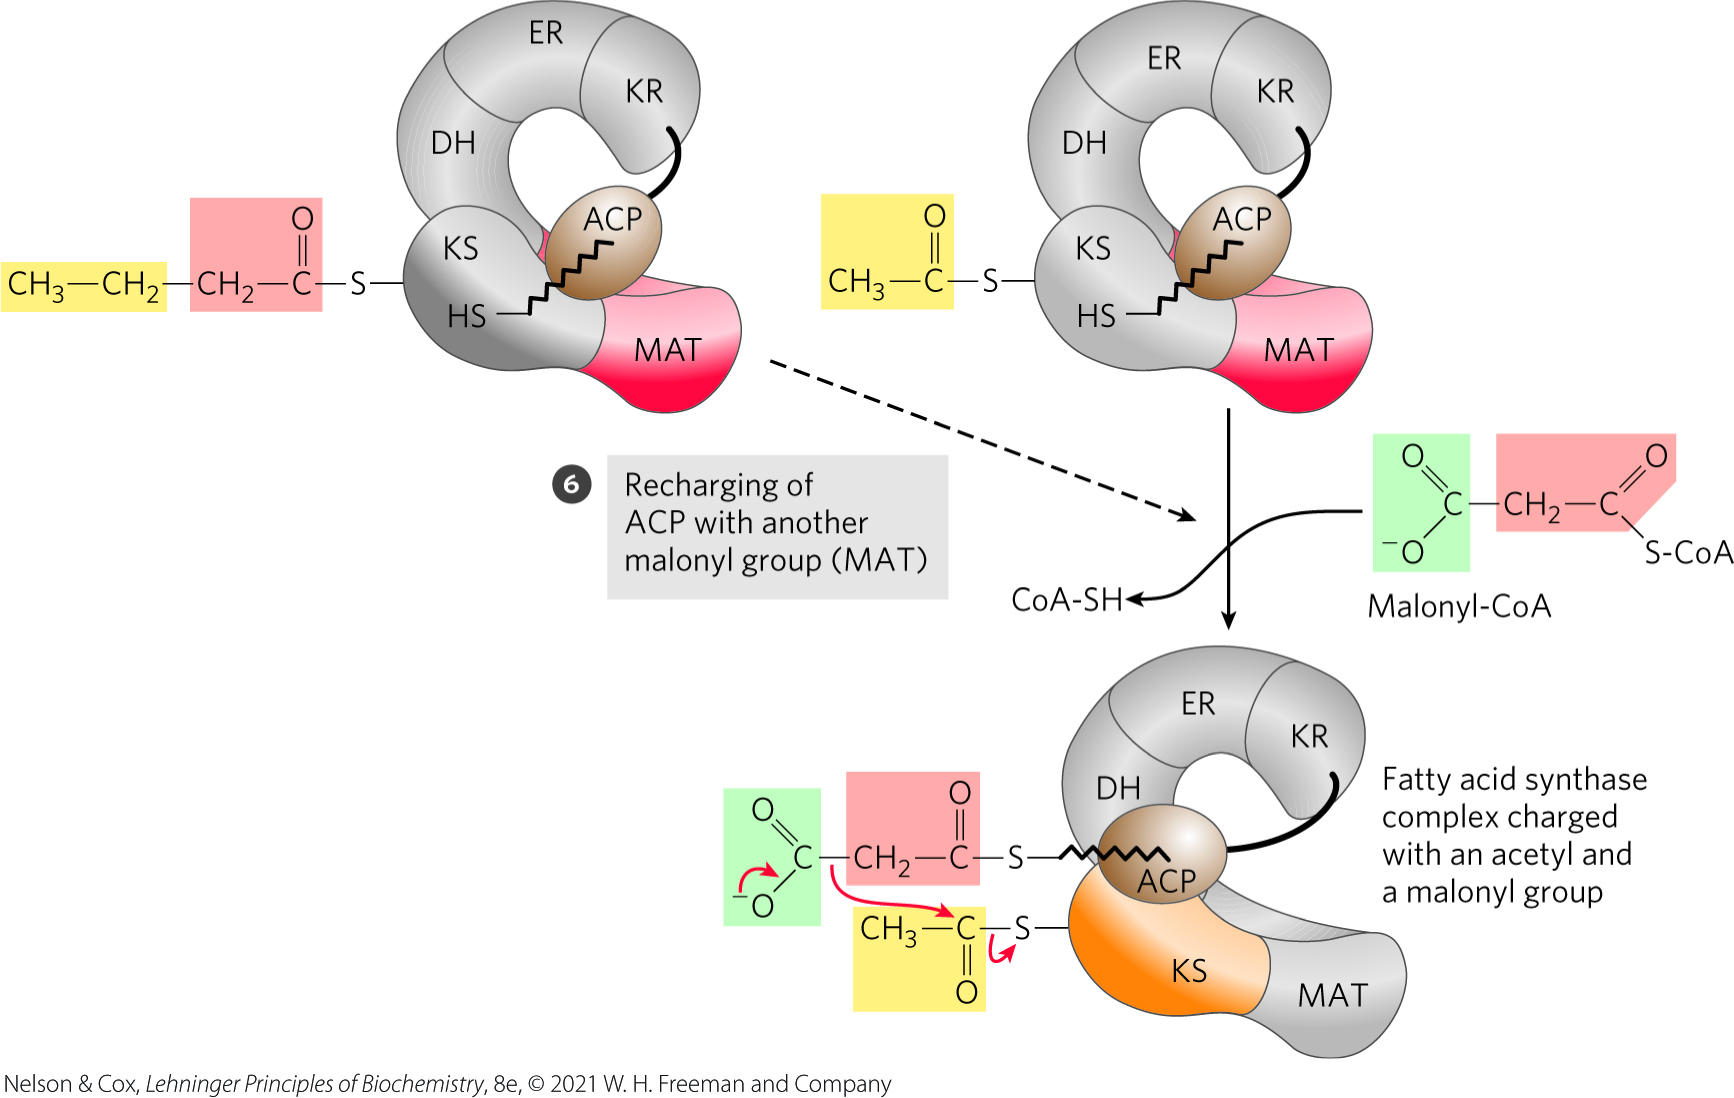 ER
KR
DH
ACP
KS
HS
MAT
O
CH₃—CH₂—CH₂—C—S
ER
KR
DH
ACP
KS
HS
MAT
O
CH₃—C—S
6
Recharging of
ACP with another
malonyl group (MAT)
O
C—CH₂—C
O
⁻O
S-CoA
Malonyl-CoA
CoA-SH
ER
KR
DH
ACP
KS
MAT
O
O
C—CH₂—C—S
⁻O
CH₃—C—S
O
Fatty acid synthase
complex charged
with an acetyl and
a malonyl group
Nelson & Cox, Lehninger Principles of Biochemistry, 8e, © 2021 W. H. Freeman and Company